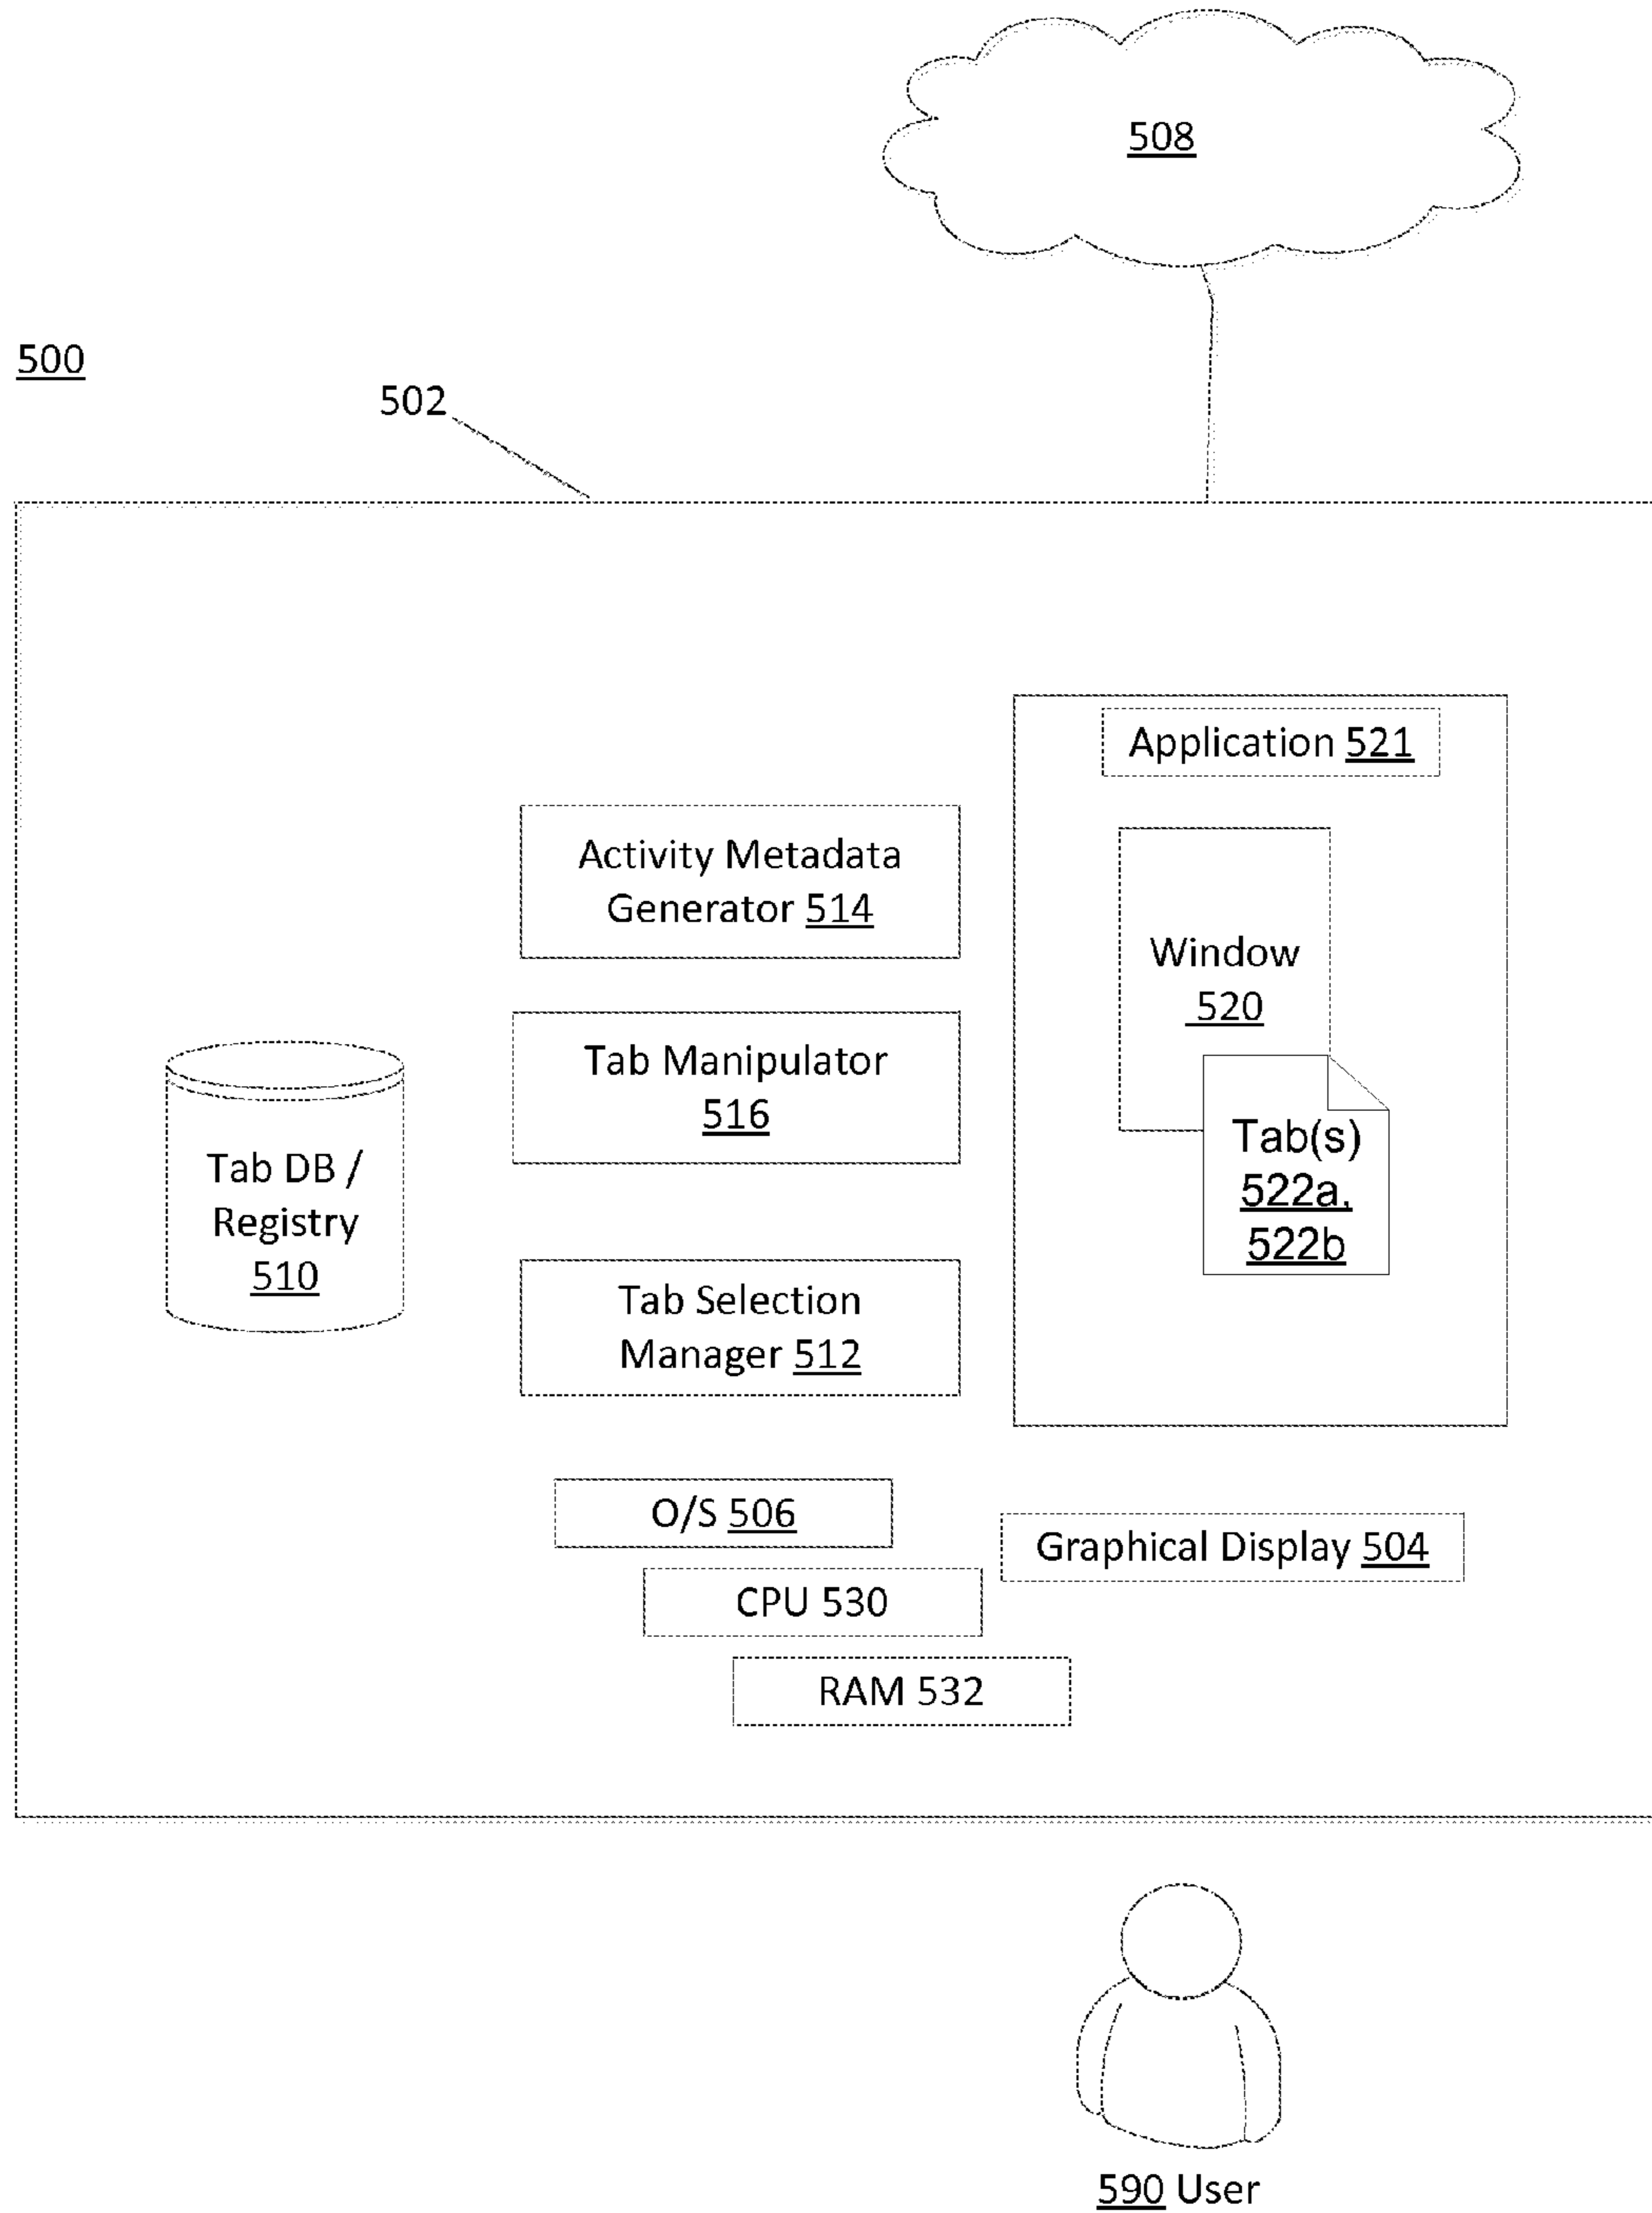 508
500
502
Application 521
Activity Metadata
Generator 514
Window
520
Tab Manipulator
516
Tab(s)
522a,
522b
Tab DB /
Registry
510
Tab Selection
Manager 512
O/S 506
Graphical Display 504
CPU 530
RAM 532
590 User